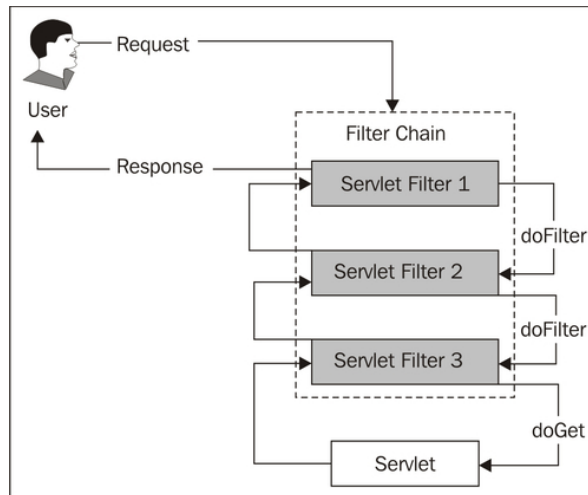 Request
User
Filter Chain
Response
Servlet Filter 1
doFilter
Servlet Filter 2
doFilter
Servlet Filter 3
doGet
Servlet